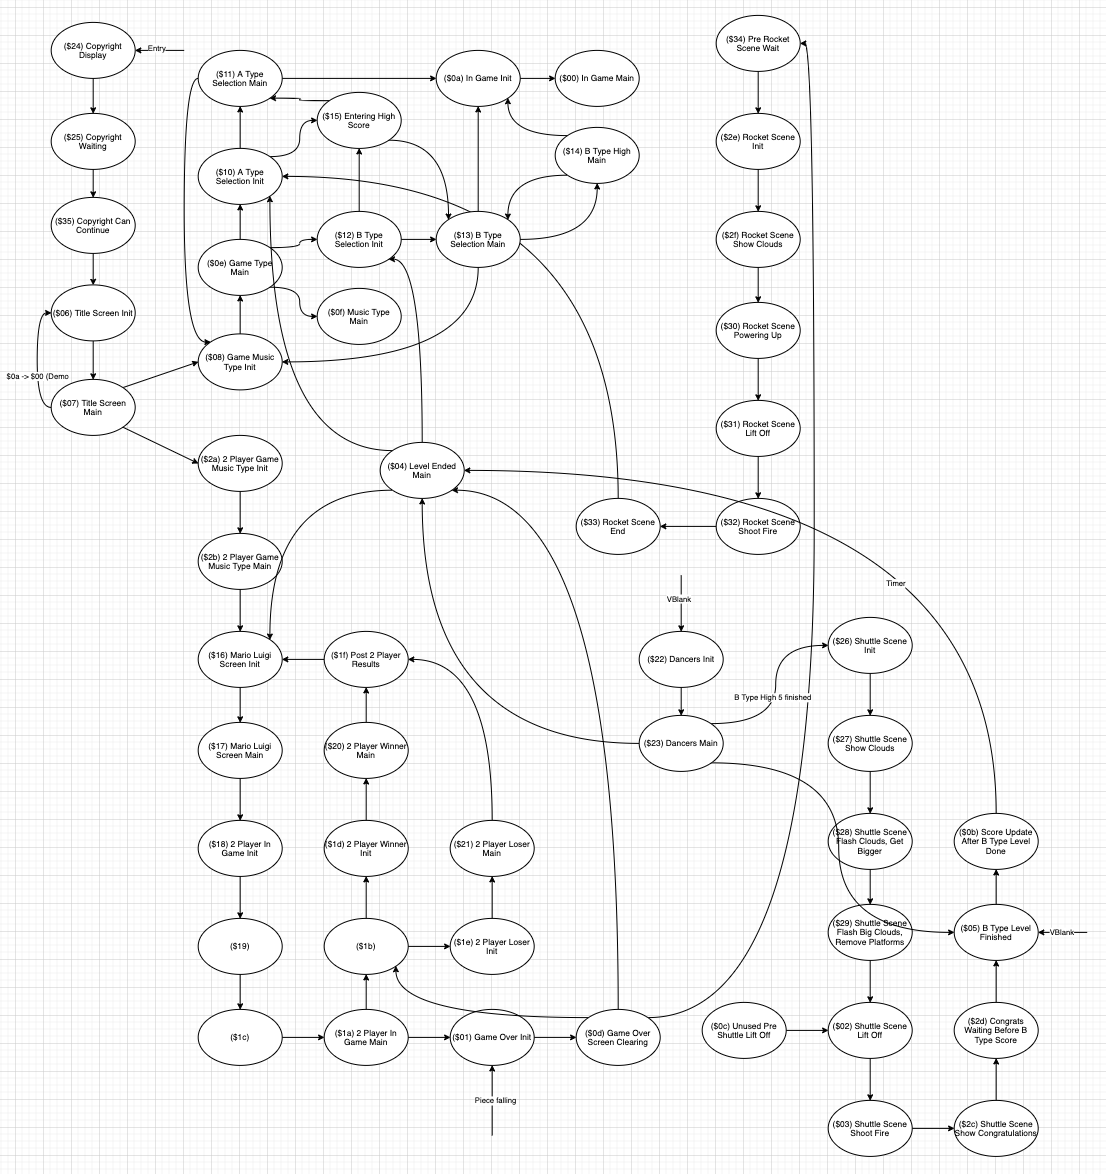 ($24) Copyright
Display
Entry
($25) Copyright
Waiting
($35) Copyright Can
Continue
($06) Title Screen Init
$0a -> $00 (Demo
($07) Title Screen
Main
($11) A Type
Selection Main
($0a) In Game Init
($00) In Game Main
($15) Entering High
Score
($14) B Type High
Main
($10) A Type
Selection Init
($12) B Type
Selection Init
($13) B Type
Selection Main
($0e) Game Type
Main
($0f) Music Type
Main
($08) Game Music
Type Init
($34) Pre Rocket
Scene Wait
($2e) Rocket Scene
Init
($2f) Rocket Scene
Show Clouds
($30) Rocket Scene
Powering Up
($31) Rocket Scene
Lift Off
($32) Rocket Scene
Shoot Fire
($33) Rocket Scene
End
($2a) 2 Player Game
Music Type Init
($04) Level Ended
Main
($2b) 2 Player Game
Music Type Main
Timer
VBlank
($16) Mario Luigi
Screen Init
($1f) Post 2 Player
Results
($22) Dancers Init
($26) Shuttle Scene
Init
B Type High 5 finished
($17) Mario Luigi
Screen Main
($20) 2 Player Winner
Main
($23) Dancers Main
($27) Shuttle Scene
Show Clouds
($18) 2 Player In
Game Init
($1d) 2 Player Winner
Init
($21) 2 Player Loser
Main
($28) Shuttle Scene
Flash Clouds, Get
Bigger
($0b) Score Update
After B Type Level
Done
($19)
($1b)
($1e) 2 Player Loser
Init
($29) Shuttle Scene
Flash Big Clouds,
Remove Platforms
($05) B Type Level
Finished
VBlank
($1c)
($1a) 2 Player In
Game Main
($01) Game Over Init
($0d) Game Over
Screen Clearing
($0c) Unused Pre
Shuttle Lift Off
($02) Shuttle Scene
Lift Off
($2d) Congrats
Waiting Before B
Type Score
Piece falling
($03) Shuttle Scene
Shoot Fire
($2c) Shuttle Scene
Show Congratulations